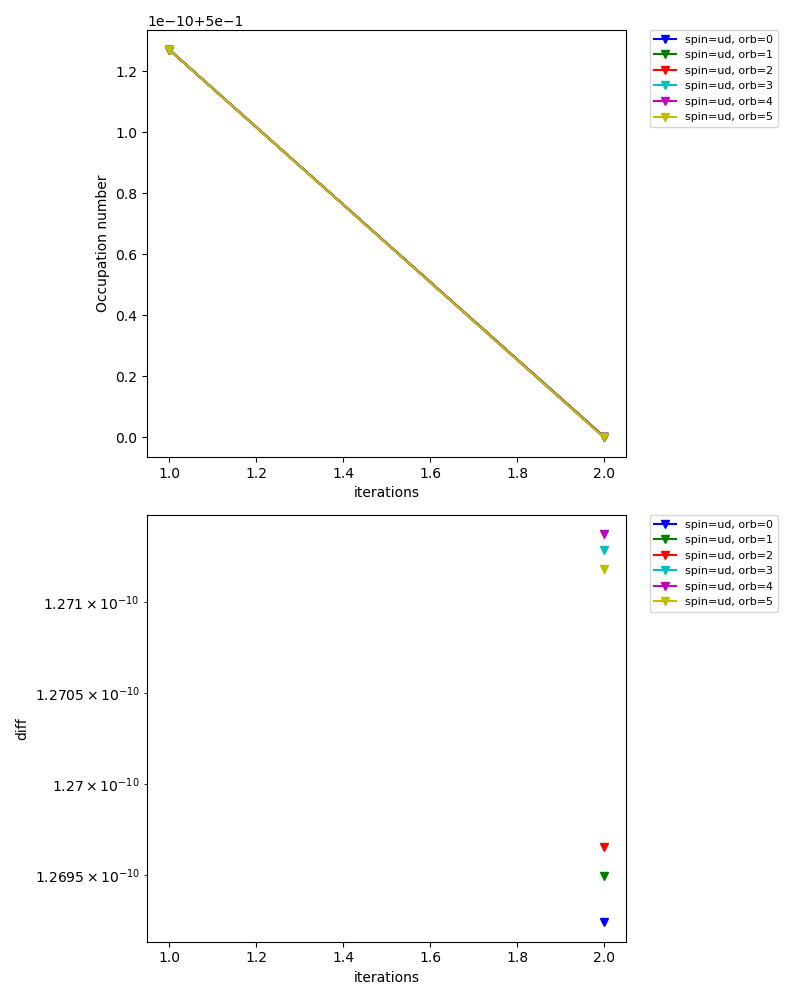 1e−10+5e−1
1.2
1.0
0.8
0.6
0.4
0.2
0.0
Occupation number
1.0 1.2 1.4 1.6 1.8 2.0
iterations
spin=ud, orb=0
spin=ud, orb=1
spin=ud, orb=2
spin=ud, orb=3
spin=ud, orb=4
spin=ud, orb=5
1.271 × 10⁻¹⁰
1.2705 × 10⁻¹⁰
1.27 × 10⁻¹⁰
1.2695 × 10⁻¹⁰
diff
1.0 1.2 1.4 1.6 1.8 2.0
iterations
spin=ud, orb=0
spin=ud, orb=1
spin=ud, orb=2
spin=ud, orb=3
spin=ud, orb=4
spin=ud, orb=5